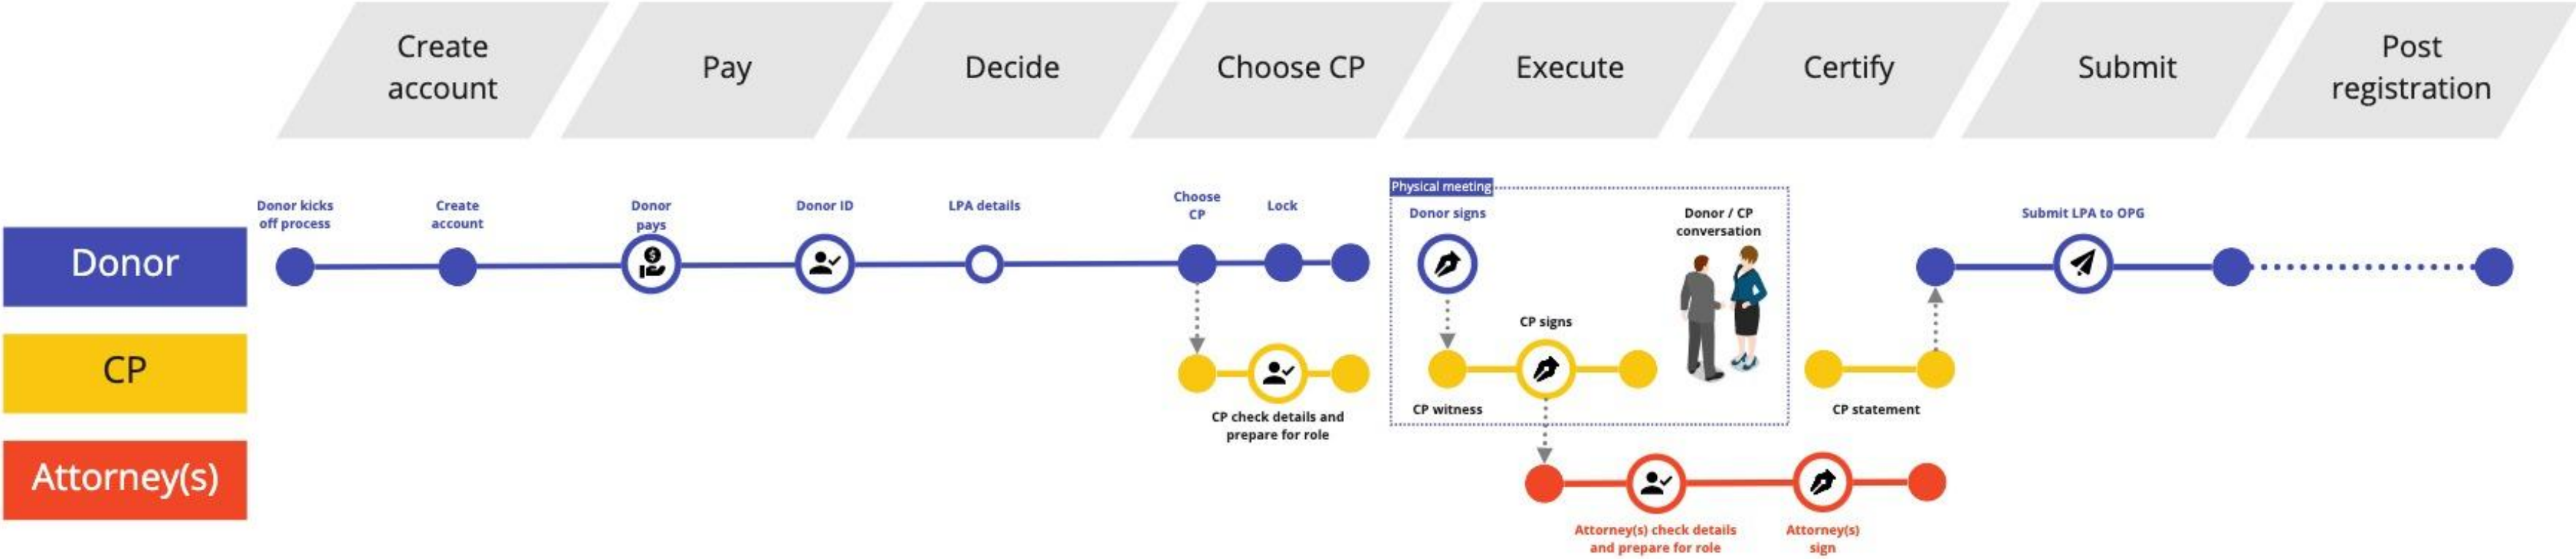 Create
account
Pay
Decide
Choose CP
Execute
Certify
Submit
Post
registration
Donor kicks
off process
Create
account
Donor
pays
Donor ID
LPA details
Choose
CP
Lock
Physical meeting
Donor signs
Donor / CP
conversation
Submit LPA to OPG
Donor
CP signs
CP
CP check details and
prepare for role
CP witness
CP statement
Attorney(s)
Attorney(s) check details
and prepare for role
Attorney(s)
sign